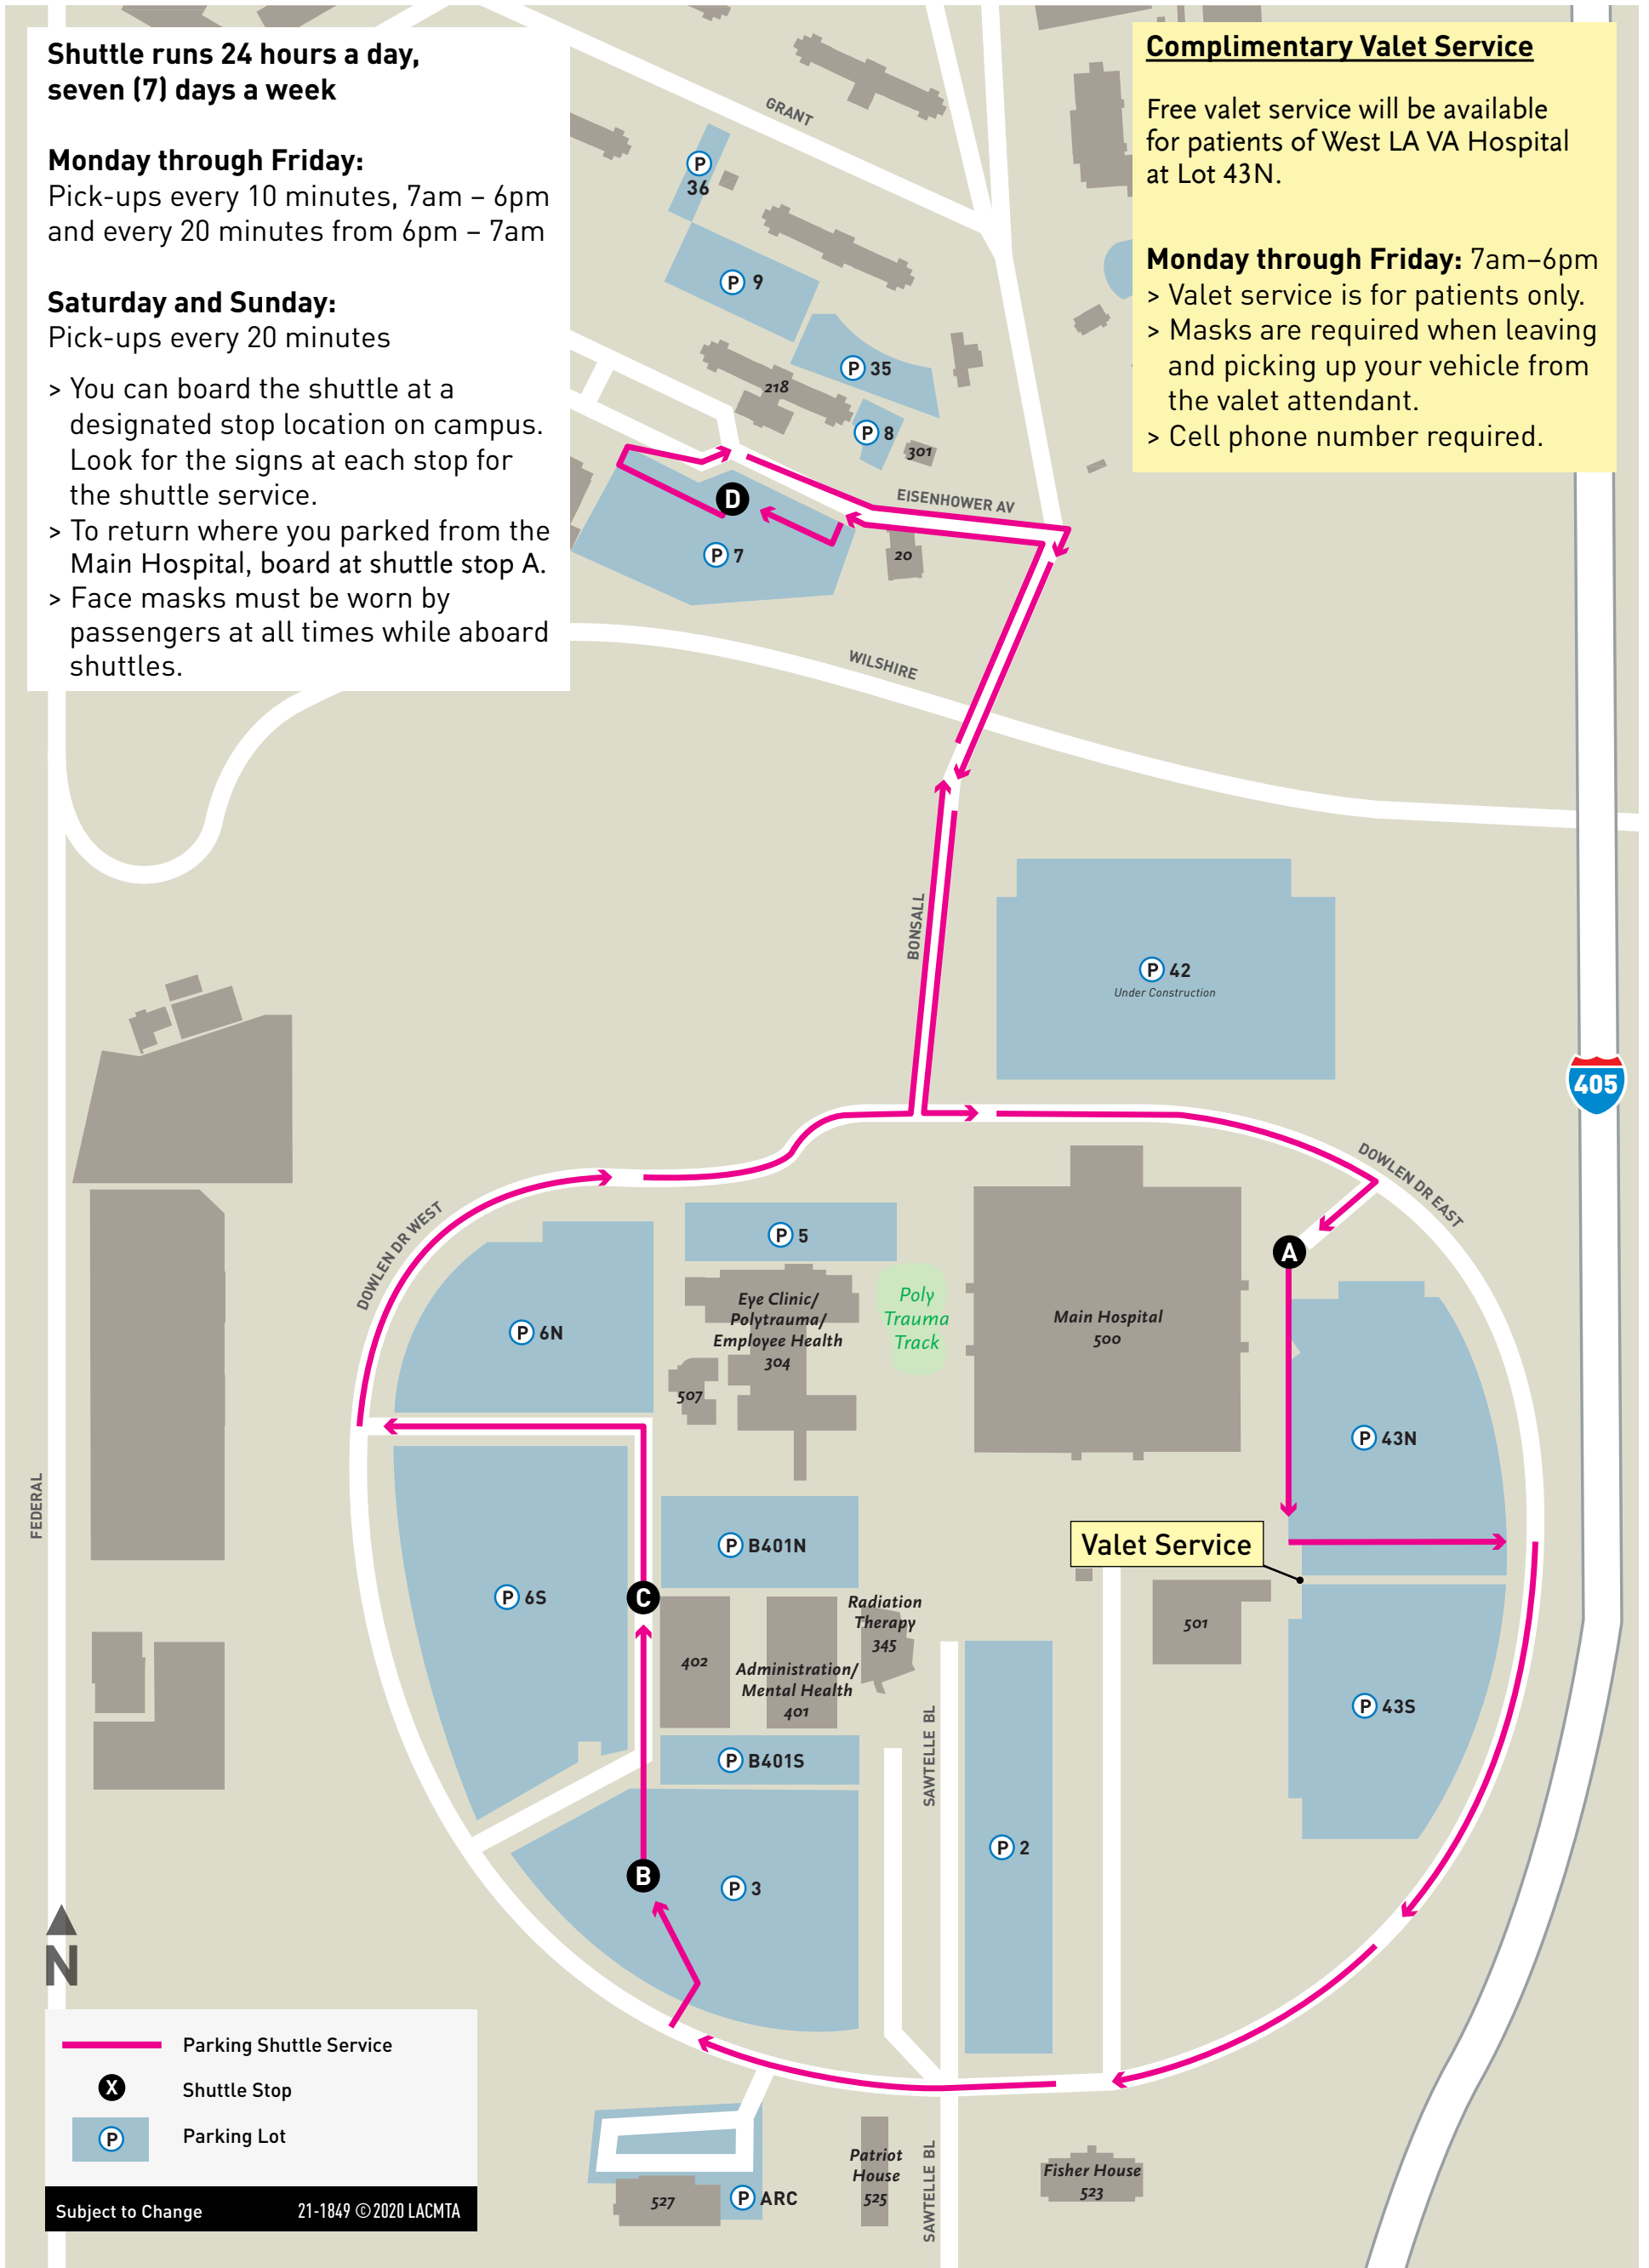 Shuttle runs 24 hours a day,
seven (7) days a week
Monday through Friday:
Pick-ups every 10 minutes, 7am – 6pm
and every 20 minutes from 6pm – 7am
Saturday and Sunday:
Pick-ups every 20 minutes
> You can board the shuttle at a
designated stop location on campus.
Look for the signs at each stop for
the shuttle service.
> To return where you parked from the
Main Hospital, board at shuttle stop A.
> Face masks must be worn by
passengers at all times while aboard
shuttles.
Complimentary Valet Service
Free valet service will be available
for patients of West LA VA Hospital
at Lot 43N.
Monday through Friday: 7am–6pm
> Valet service is for patients only.
> Masks are required when leaving
and picking up your vehicle from
the valet attendant.
> Cell phone number required.
GRANT
P
36
P 9
P 35
218
P 8
301
D
EISENHOWER AV
P 7
20
WILSHIRE
BONSALL
P 42
Under Construction
405
DOWLEN DR EAST
DOWLEN DR WEST
P 5
A
Eye Clinic/
Polytrauma/
Employee Health
304
Poly
Trauma
Track
Main Hospital
500
P 6N
507
P 43N
FEDERAL
P B401N
Valet Service
P 6S
C
Radiation
Therapy
345
501
402
Administration/
Mental Health
401
P 43S
P B401S
SAWTELLE BL
P 2
B
P 3
N
Parking Shuttle Service
X
Shuttle Stop
P
Parking Lot
Subject to Change
21-1849 ©2020 LACMTA
527
P ARC
Patriot
House
525
SAWTELLE BL
Fisher House
523